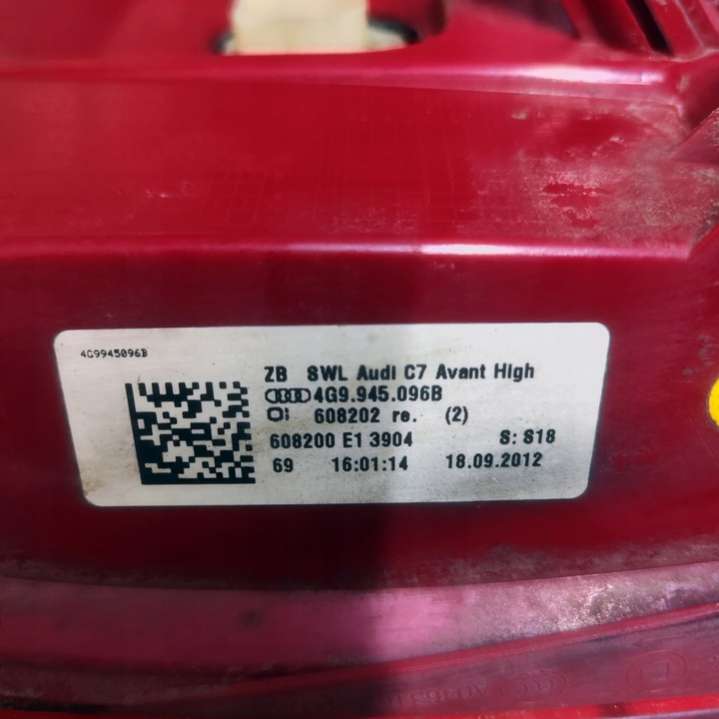 4G9945096B
ZB SWL Audi C7 Avant High
4G9.945.096B
608202 re. (2)
608200 E1 3904 S: S18
69 16:01:14 18.09.2012